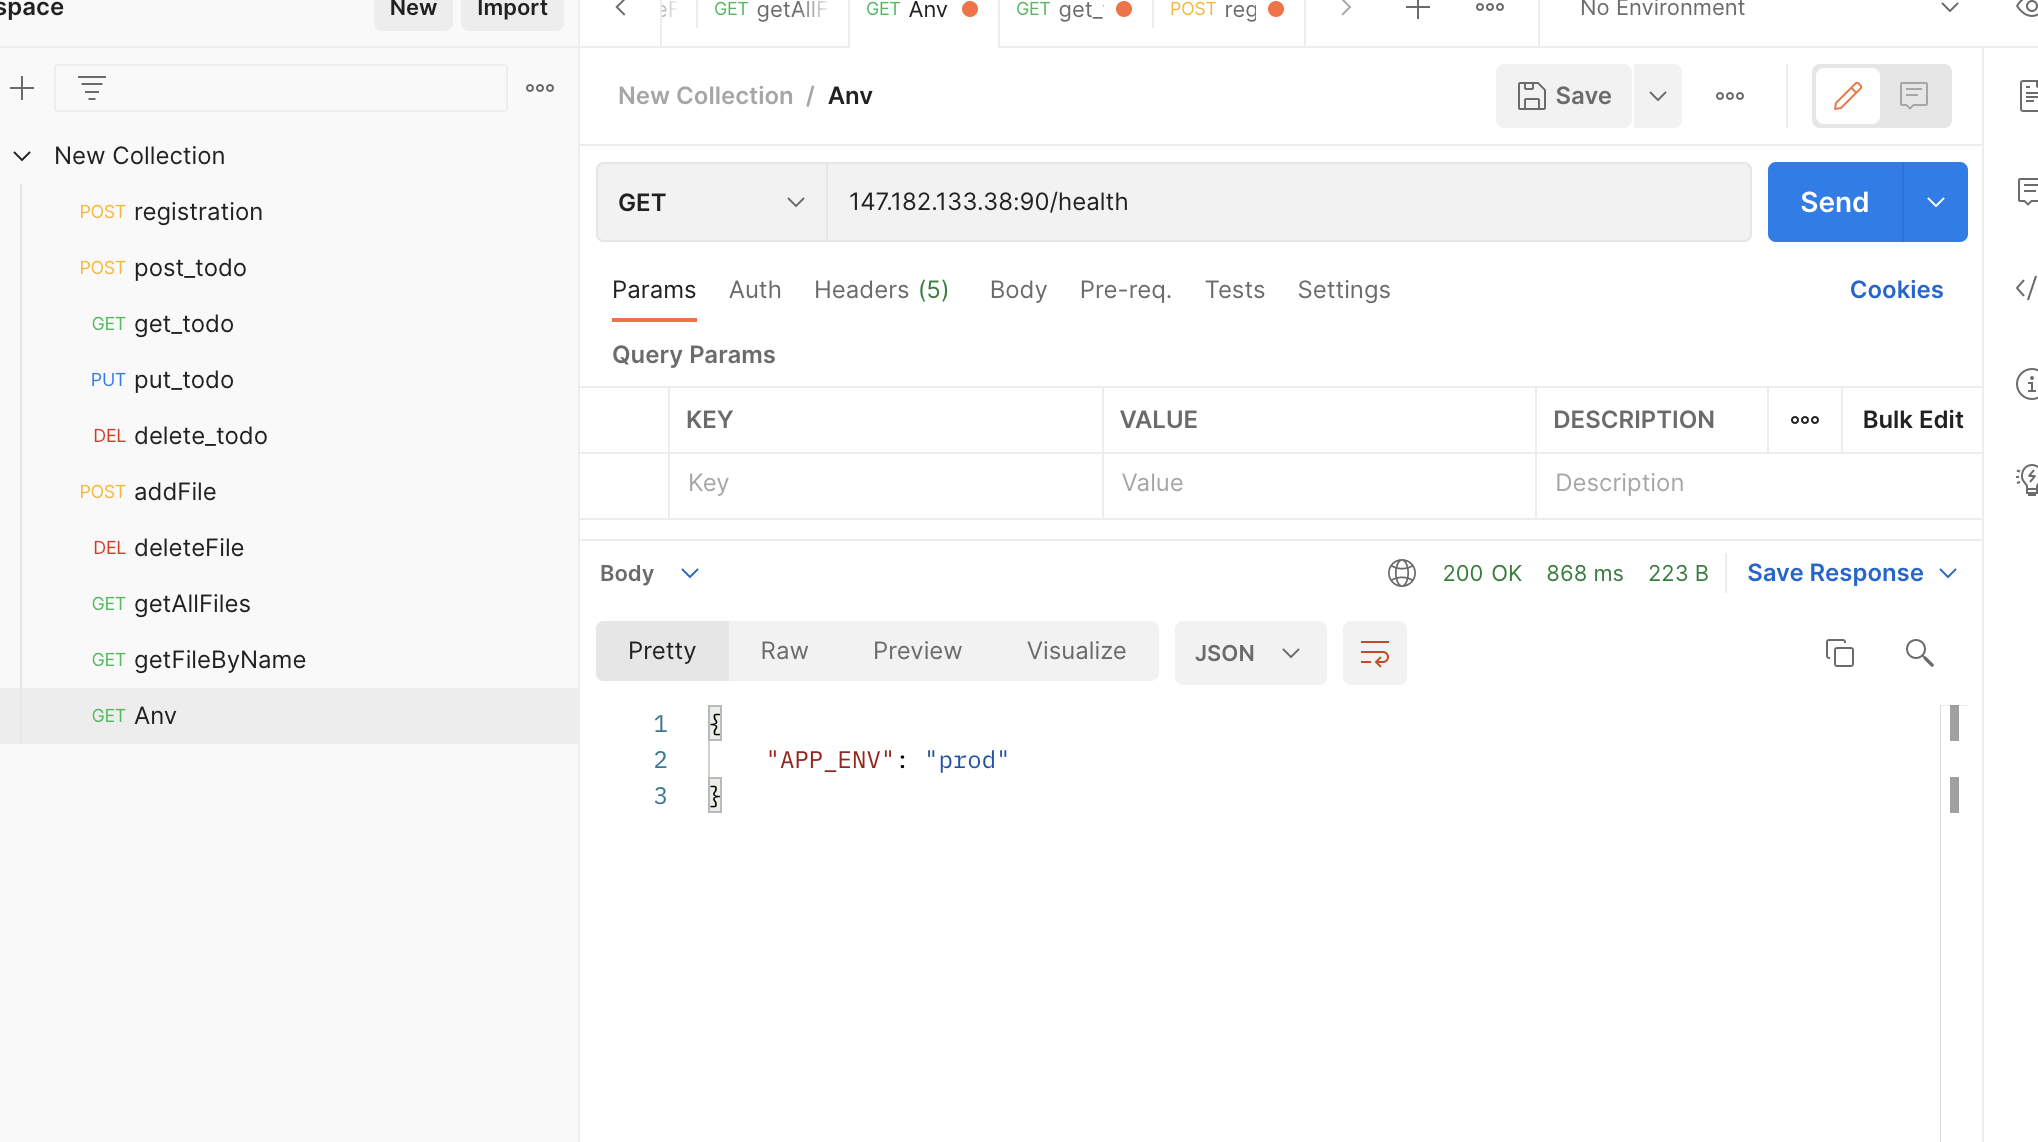 space
New
Import
GET getAllF
GET Anv
GET get_
POST reg
No Environment
New Collection / Anv
Save
New Collection
POST registration
POST post_todo
GET get_todo
PUT put_todo
DEL delete_todo
POST addFile
DEL deleteFile
GET getAllFiles
GET getFileByName
GET Anv
GET
147.182.133.38:90/health
Send
Params Auth Headers (5) Body Pre-req. Tests Settings Cookies
Query Params
KEY VALUE DESCRIPTION Bulk Edit
Key Value Description
Body 200 OK 868 ms 223 B Save Response
Pretty Raw Preview Visualize JSON
1 {
2 "APP_ENV": "prod"
3 }